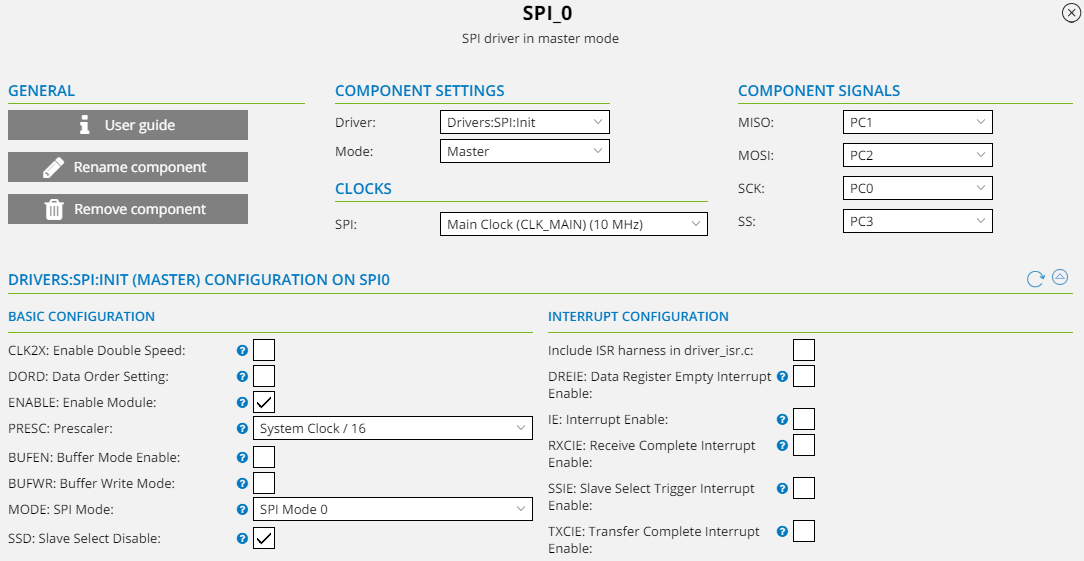 SPI_0
SPI driver in master mode
GENERAL
User guide
Rename component
Remove component
COMPONENT SETTINGS
Driver: Drivers:SPI:Init
Mode: Master
CLOCKS
SPI: Main Clock (CLK_MAIN) (10 MHz)
COMPONENT SIGNALS
MISO: PC1
MOSI: PC2
SCK: PC0
SS: PC3
DRIVERS:SPI:INIT (MASTER) CONFIGURATION ON SPI0
BASIC CONFIGURATION
CLK2X: Enable Double Speed: ?
DORD: Data Order Setting: ?
ENABLE: Enable Module: ?
PRESC: Prescaler: ? System Clock / 16
BUFEN: Buffer Mode Enable: ?
BUFWR: Buffer Write Mode: ?
MODE: SPI Mode: ? SPI Mode 0
SSD: Slave Select Disable: ?
INTERRUPT CONFIGURATION
Include ISR harness in driver_isr.c:
DREIE: Data Register Empty Interrupt ?
Enable:
IE: Interrupt Enable: ?
RXCIE: Receive Complete Interrupt ?
Enable:
SSIE: Slave Select Trigger Interrupt ?
Enable:
TXCIE: Transfer Complete Interrupt ?
Enable: